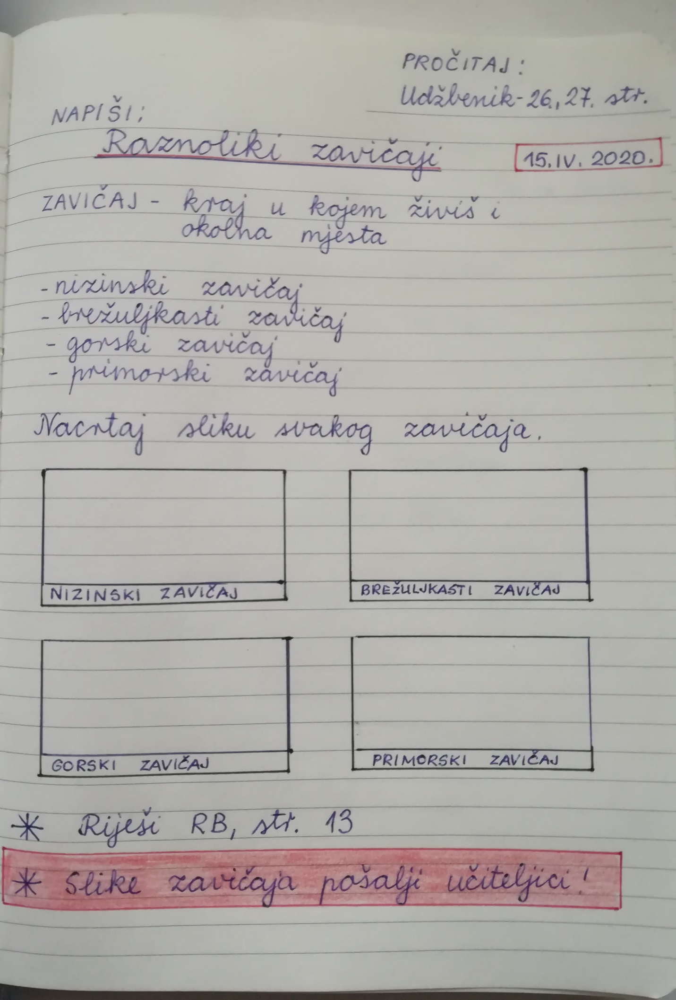 PROČITAJ:
Udžbenik-26.,27. str.
NAPIŠI:
Raznoliki zavičaji
15.IV. 2020.
ZAVIČAJ - kraj u kojem živiš i
okolna mjesta
- nizinski zavičaj
- brežuljkasti zavičaj
- gorski zavičaj
- primorski zavičaj
Nacrtaj sliku svakog zavičaja.
NIZINSKI ZAVIČAJ
BREŽULJKASTI ZAVIČAJ
GORSKI ZAVIČAJ
PRIMORSKI ZAVIČAJ
* Riješi RB, str. 13
* Slike zavičaja pošalji učiteljici!